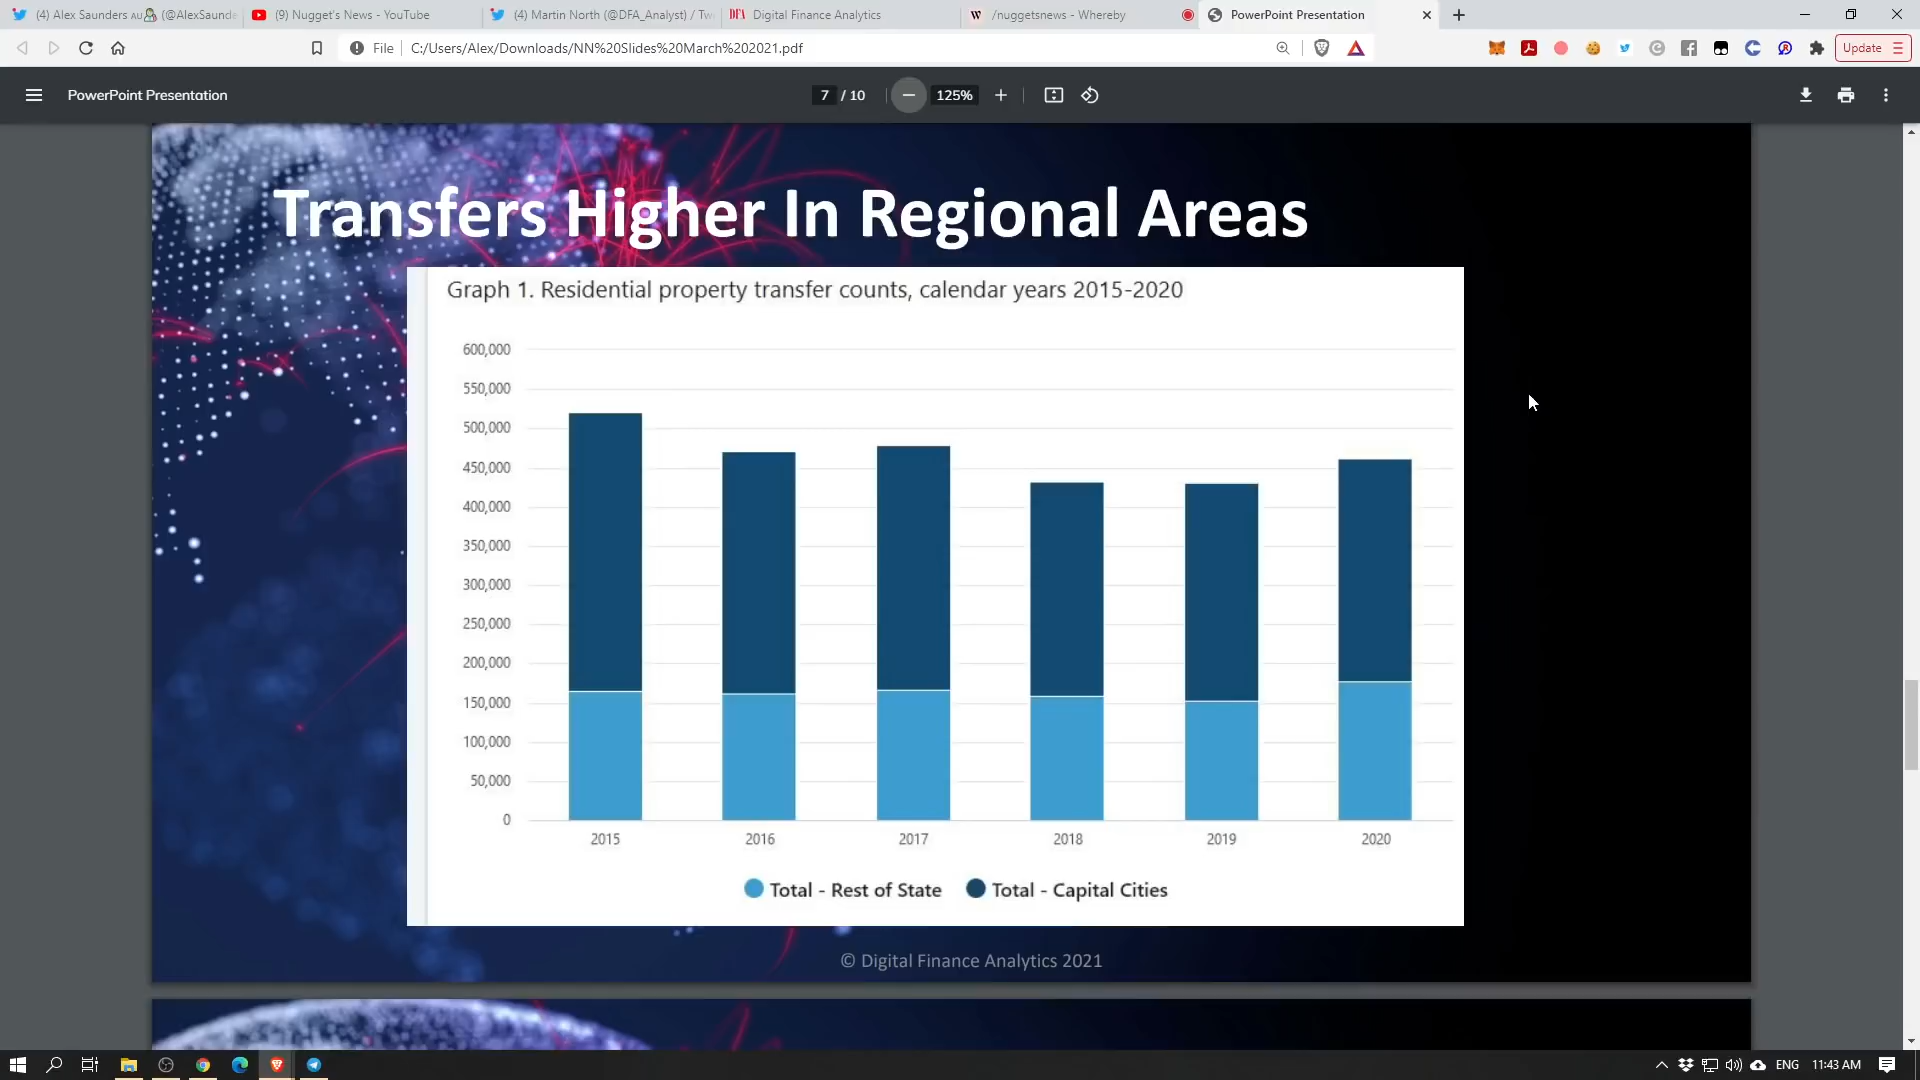 (4) Alex Saunders AU (@AlexSaunde
(9) Nugget's News - YouTube
(4) Martin North (@DFA_Analyst) / Tw
DFA Digital Finance Analytics
/nuggetsnews - Whereby
PowerPoint Presentation
File
C:/Users/Alex/Downloads/NN%20Slides%20March%202021.pdf
Update
PowerPoint Presentation
7 / 10
125%
Transfers Higher In Regional Areas
Graph 1. Residential property transfer counts, calendar years 2015-2020
600,000
550,000
500,000
450,000
400,000
350,000
300,000
250,000
200,000
150,000
100,000
50,000
0
2015 2016 2017 2018 2019 2020
Total - Rest of State Total - Capital Cities
© Digital Finance Analytics 2021
ENG
11:43 AM